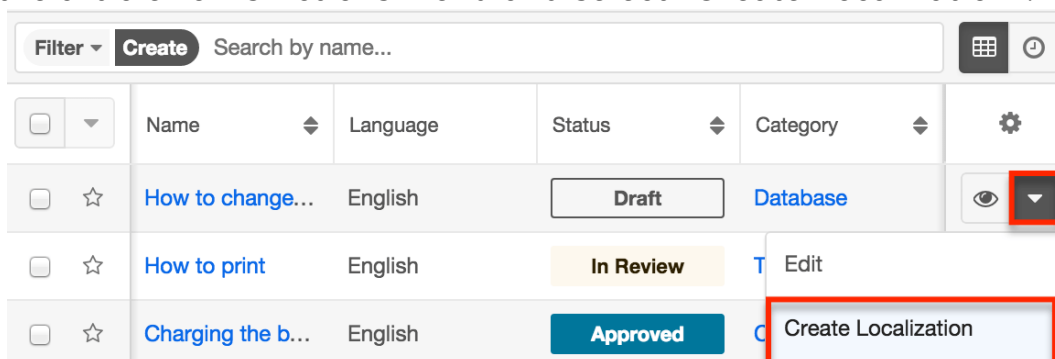 Filter Create Search by name...
Name Language Status Category
How to change... English Draft Database
How to print English In Review T Edit
Charging the b... English Approved C Create Localization